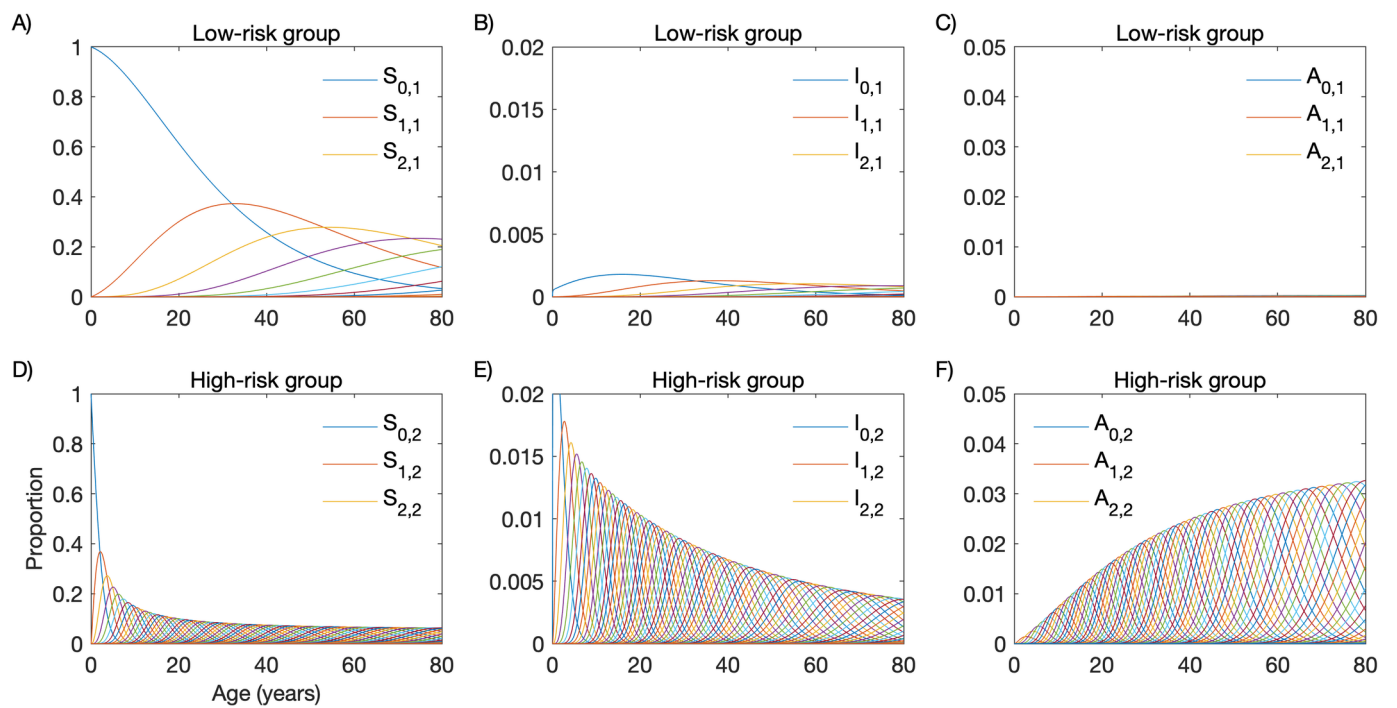 A)
Low-risk group
1
0.8
0.6
0.4
0.2
0
0 20 40 60 80
S0,1
S1,1
S2,1
B)
Low-risk group
0.02
0.015
0.01
0.005
0
0 20 40 60 80
I0,1
I1,1
I2,1
C)
Low-risk group
0.05
0.04
0.03
0.02
0.01
0
0 20 40 60 80
A0,1
A1,1
A2,1
D)
High-risk group
1
0.8
0.6
0.4
0.2
0
0 20 40 60 80
Proportion
Age (years)
S0,2
S1,2
S2,2
E)
High-risk group
0.02
0.015
0.01
0.005
0
0 20 40 60 80
I0,2
I1,2
I2,2
F)
High-risk group
0.05
0.04
0.03
0.02
0.01
0
0 20 40 60 80
A0,2
A1,2
A2,2